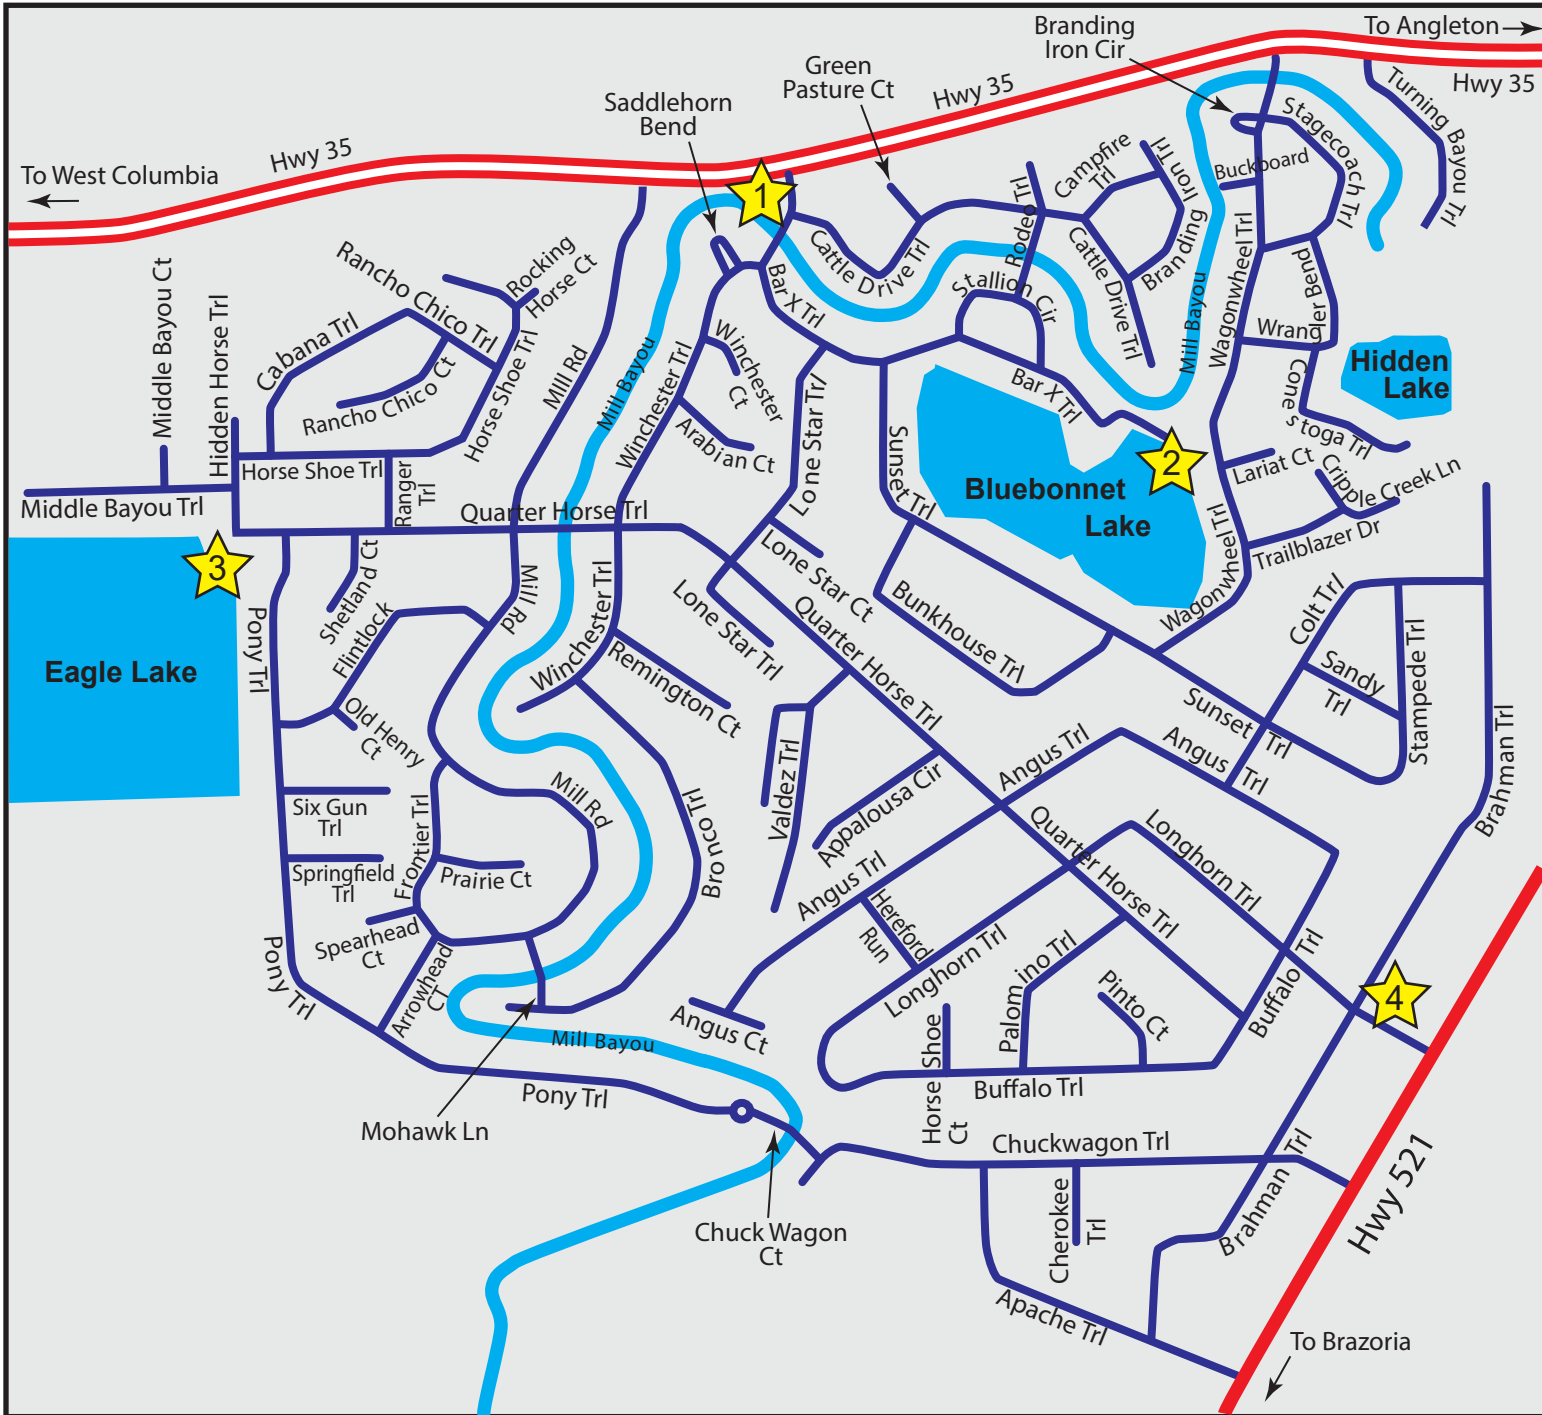 Branding
Iron Cir
To Angleton
Hwy 35
Green
Pasture Ct
Hwy 35
Turning Bayou Trl
Saddlehorn
Bend
Hwy 35
To West Columbia
1
Stagecoach Trl
Buckboard
Campfire
Trl
Branding Iron Trl
Rodeo Trl
Cattle Drive Trl
Cattle Drive Trl
Stallion Cir
Mill Bayou
Wagonwheel Trl
Wrangler Bend
Conestoga Trl
Hidden
Lake
Middle Bayou Ct
Hidden Horse Trl
Rancho Chico Trl
Rocking
Horse Ct
Cabana Trl
Rancho Chico Ct
Horse Shoe Trl
Mill Rd
Mill Bayou
Winchester Trl
Winchester
Ct
Arabian Ct
Bar X Trl
Bar X Trl
Lone Star Trl
Sunset Trl
Bluebonnet
Lake
2
Lariat Ct
Cripple Creek Ln
Trailblazer Dr
Wagonwheel Trl
Wagonwheel Trl
Horse Shoe Trl
Ranger
Trl
Middle Bayou Trl
Quarter Horse Trl
3
Eagle Lake
Pony Trl
Shetland Ct
Flintlock
Old Henry
Ct
Mill Rd
Winchester Trl
Winchester Trl
Remington Ct
Lone Star Ct
Lone Star Trl
Quarter Horse Trl
Bunkhouse Trl
Colt Trl
Sandy
Trl
Stampede Trl
Sunset Trl
Brahman Trl
Six Gun
Trl
Springfield
Trl
Frontier Trl
Prairie Ct
Mill Rd
Bronco Trl
Valdez Trl
Appalousa Cir
Angus Trl
Angus Trl
Angus Trl
Quarter Horse Trl
Longhorn Trl
Spearhead
Ct
Arrowhead
CT
Pony Trl
Hereford
Run
Longhorn Trl
Palomino Trl
Pinto Ct
Buffalo Trl
4
Angus Ct
Mill Bayou
Pony Trl
Mohawk Ln
Horse Shoe
Ct
Buffalo Trl
Chuckwagon Trl
Chuck Wagon
Ct
Cherokee
Trl
Apache Trl
Brahman Trl
Hwy 521
To Brazoria